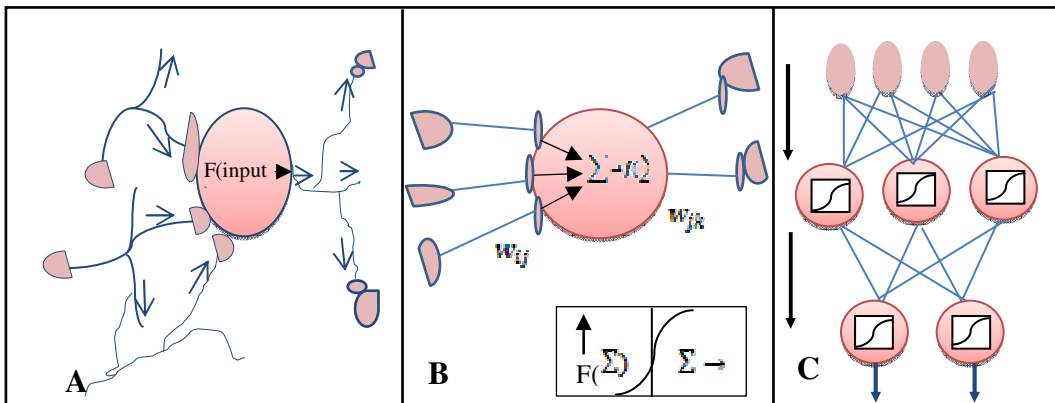 F(input
A
Σ→f()
w_ij
w_jk
F( Σ)
Σ →
B
C